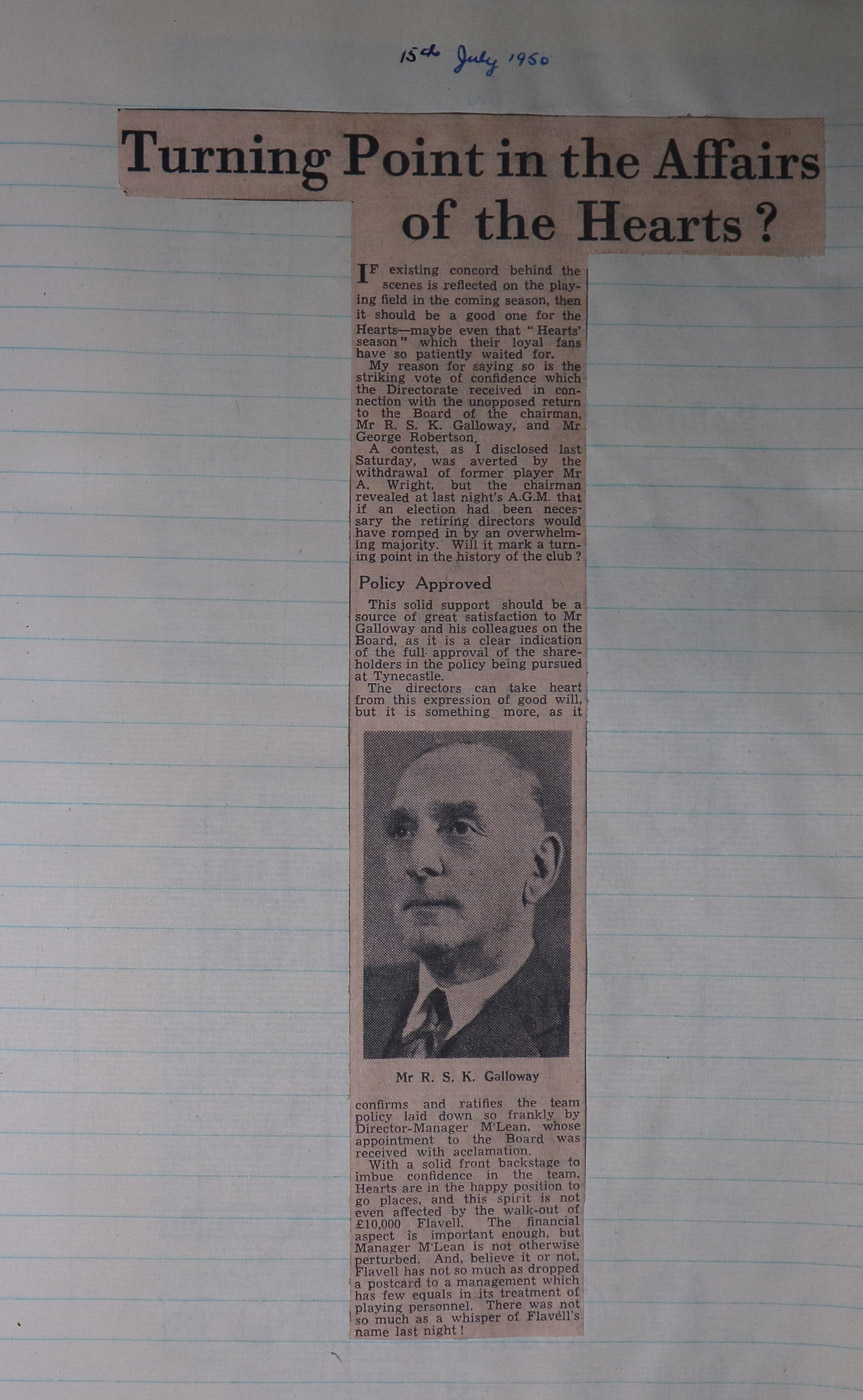 15th July 1950
Turning Point in the Affairs
of the Hearts ?
IF existing concord behind the
scenes is reflected on the play-
ing field in the coming season, then
it should be a good one for the
Hearts—maybe even that " Hearts'
season " which their loyal fans
have so patiently waited for.
My reason for saying so is the
striking vote of confidence which
the Directorate received in con-
nection with the unopposed return
to the Board of the chairman,
Mr R. S. K. Galloway, and Mr
George Robertson.
A contest, as I disclosed last
Saturday, was averted by the
withdrawal of former player Mr
A. Wright, but the chairman
revealed at last night's A.G.M. that
if an election had been neces-
sary the retiring directors would
have romped in by an overwhelm-
ing majority. Will it mark a turn-
ing point in the history of the club ?
Policy Approved
This solid support should be a
source of great satisfaction to Mr
Galloway and his colleagues on the
Board, as it is a clear indication
of the full approval of the share-
holders in the policy being pursued
at Tynecastle.
The directors can take heart
from this expression of good will,
but it is something more, as it
Mr R. S. K. Galloway
confirms and ratifies the team
policy laid down so frankly by
Director-Manager M'Lean, whose
appointment to the Board was
received with acclamation.
With a solid front backstage to
imbue confidence in the team,
Hearts are in the happy position to
go places, and this spirit is not
even affected by the walk-out of
£10,000 Flavell. The financial
aspect is important enough, but
Manager M'Lean is not otherwise
perturbed. And, believe it or not,
Flavell has not so much as dropped
a postcard to a management which
has few equals in its treatment of
playing personnel. There was not
so much as a whisper of Flavell's
name last night !